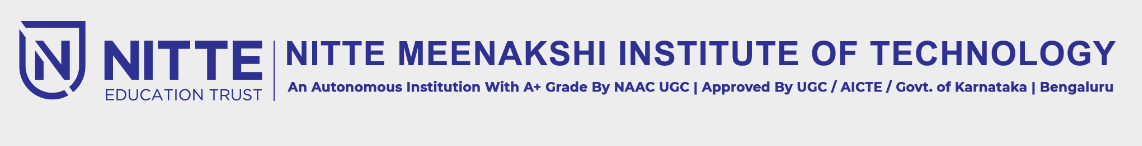 N NITTE
EDUCATION TRUST
NITTE MEENAKSHI INSTITUTE OF TECHNOLOGY
An Autonomous Institution With A+ Grade By NAAC UGC | Approved By UGC / AICTE / Govt. of Karnataka | Bengaluru